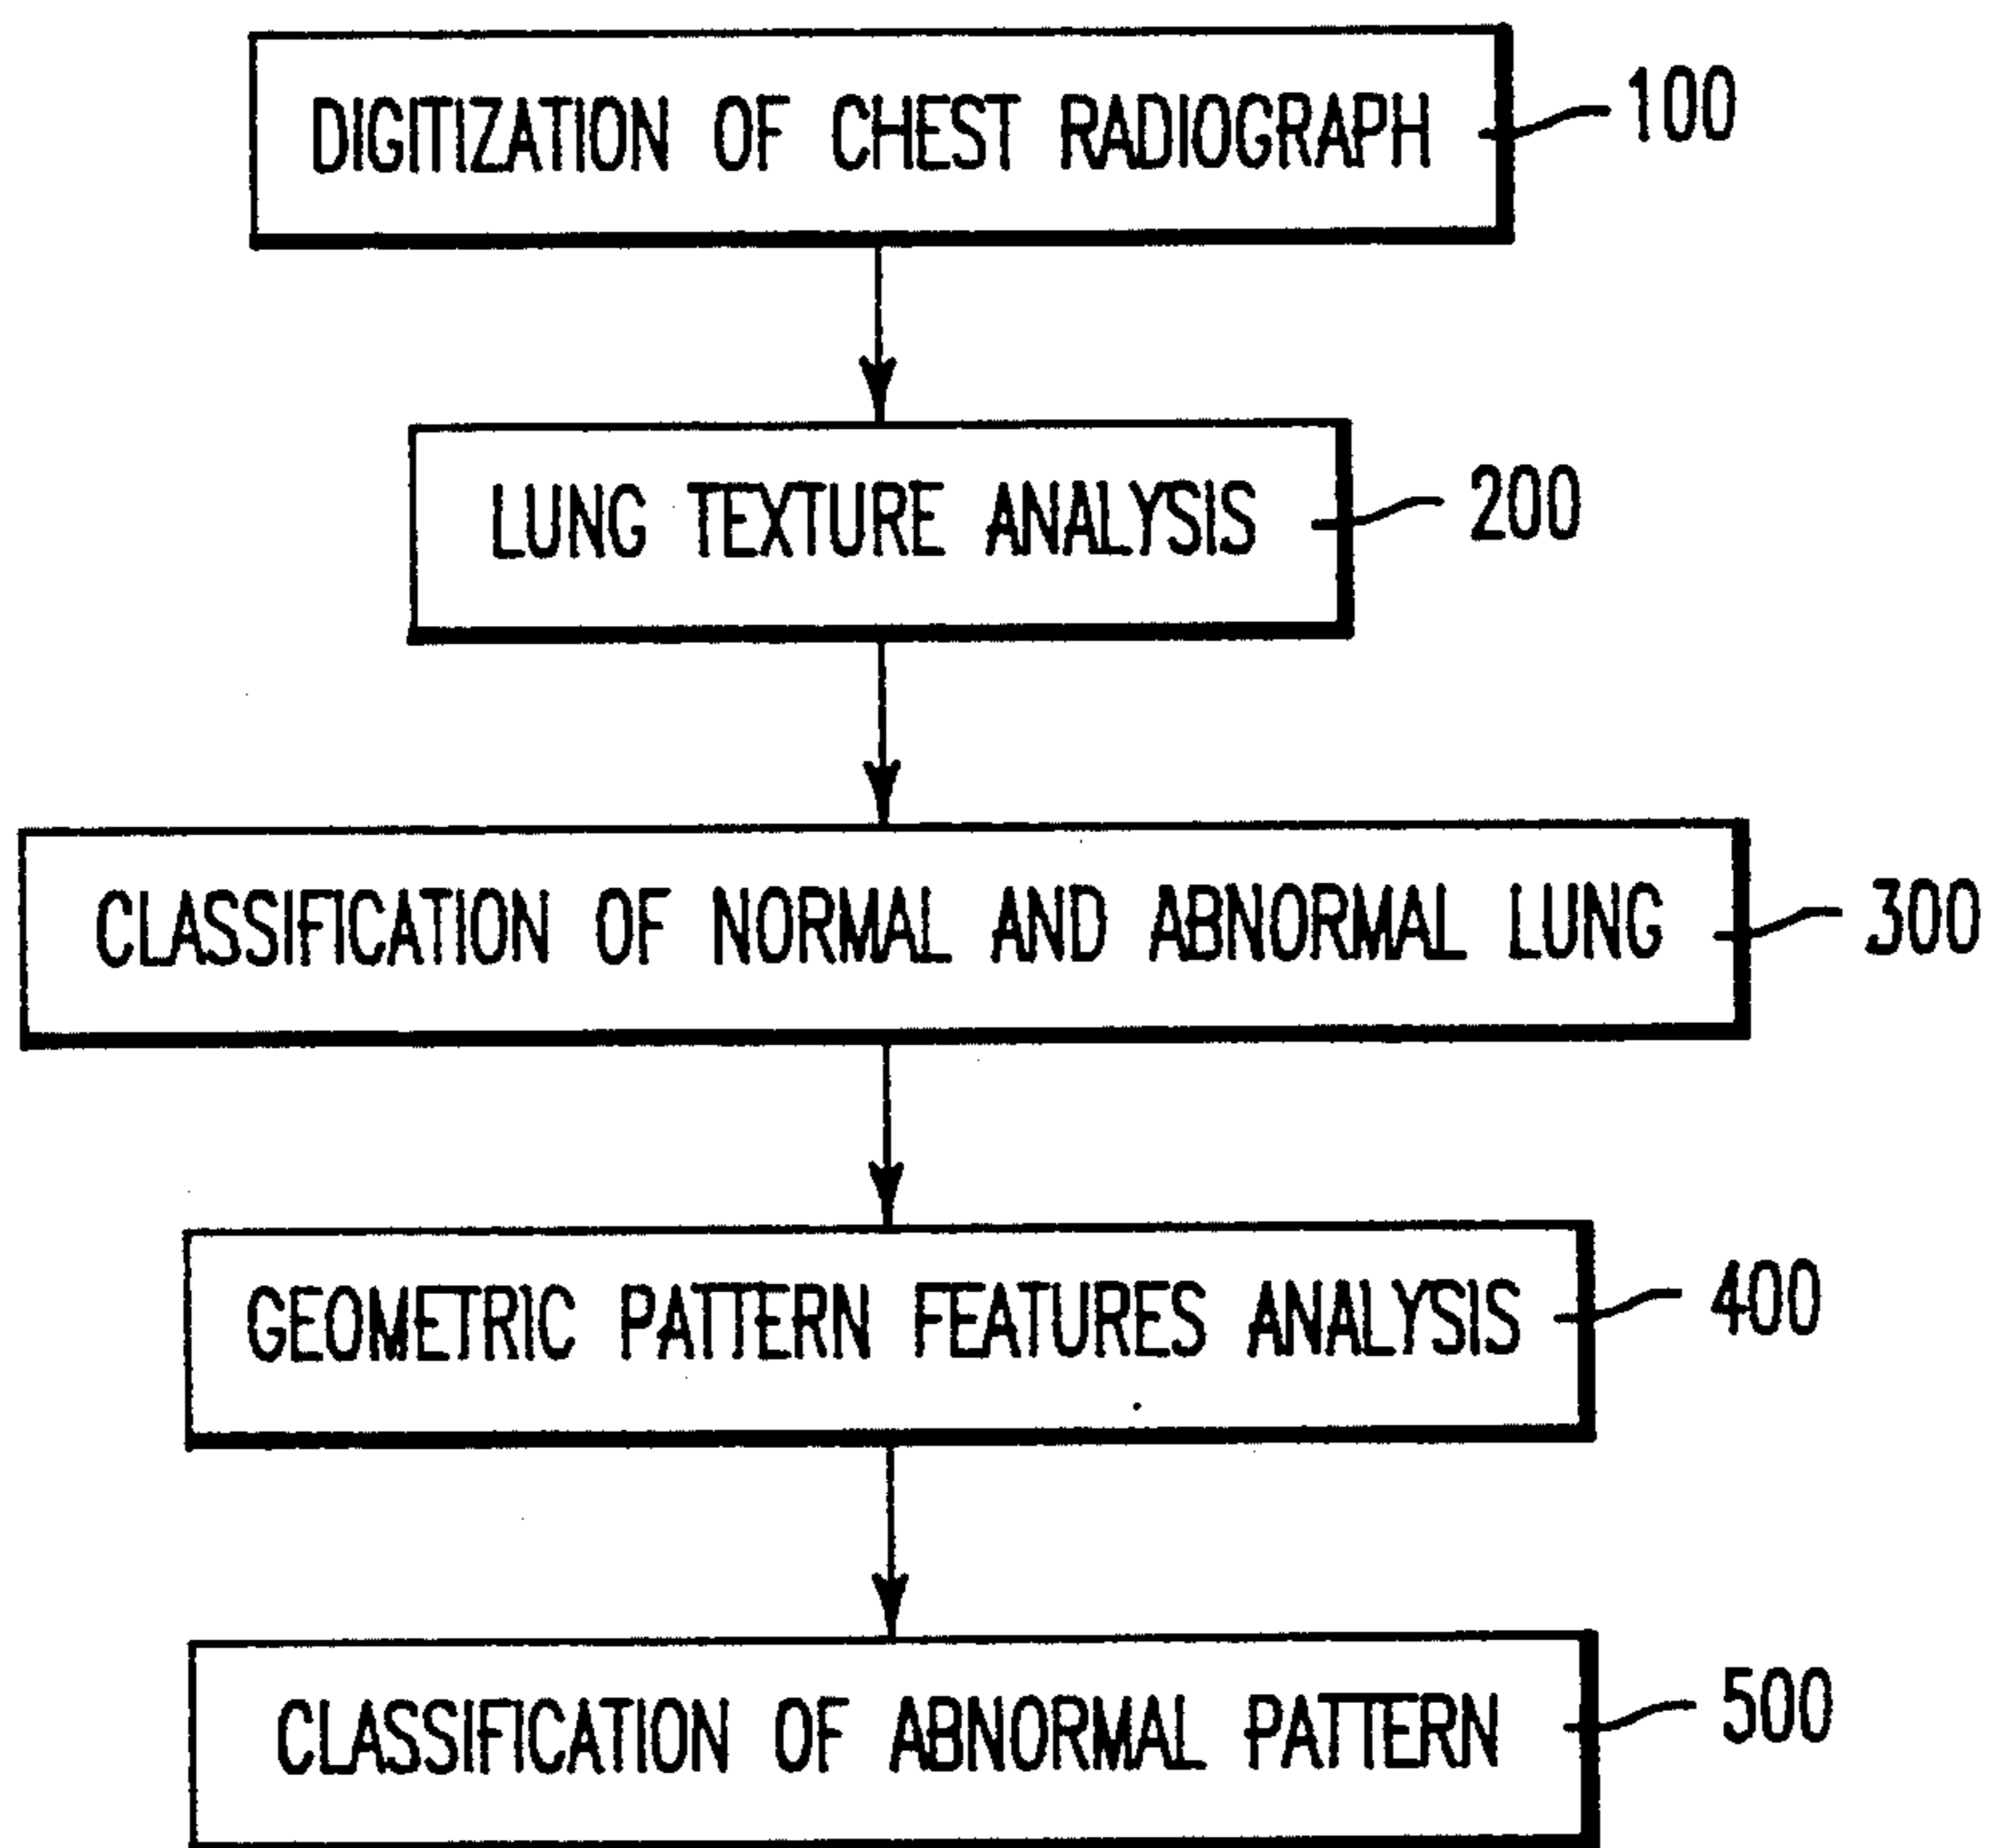 DIGITIZATION OF CHEST RADIOGRAPH 100
LUNG TEXTURE ANALYSIS 200
CLASSIFICATION OF NORMAL AND ABNORMAL LUNG 300
GEOMETRIC PATTERN FEATURES ANALYSIS 400
CLASSIFICATION OF ABNORMAL PATTERN 500